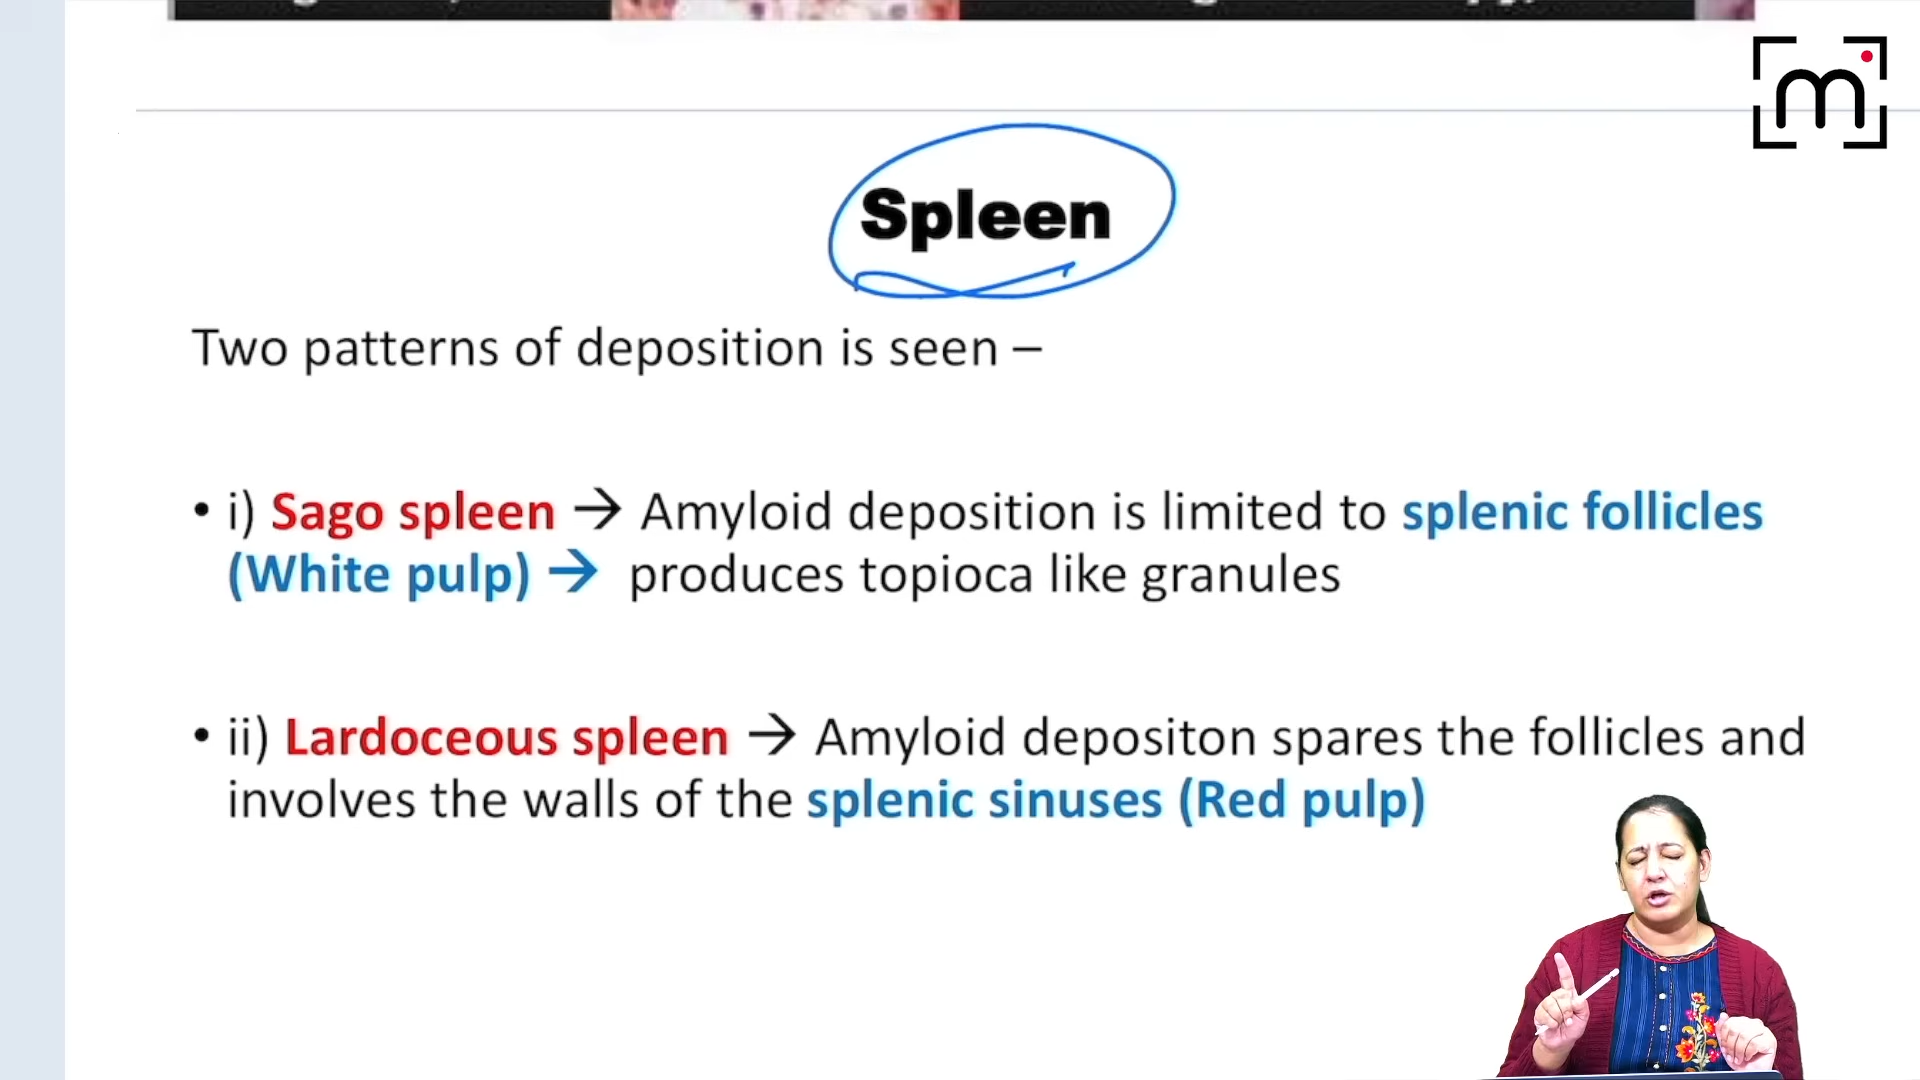 Spleen
Two patterns of deposition is seen –
• i) Sago spleen → Amyloid deposition is limited to splenic follicles
(White pulp) → produces topioca like granules
• ii) Lardoceous spleen → Amyloid depositon spares the follicles and
involves the walls of the splenic sinuses (Red pulp)
m